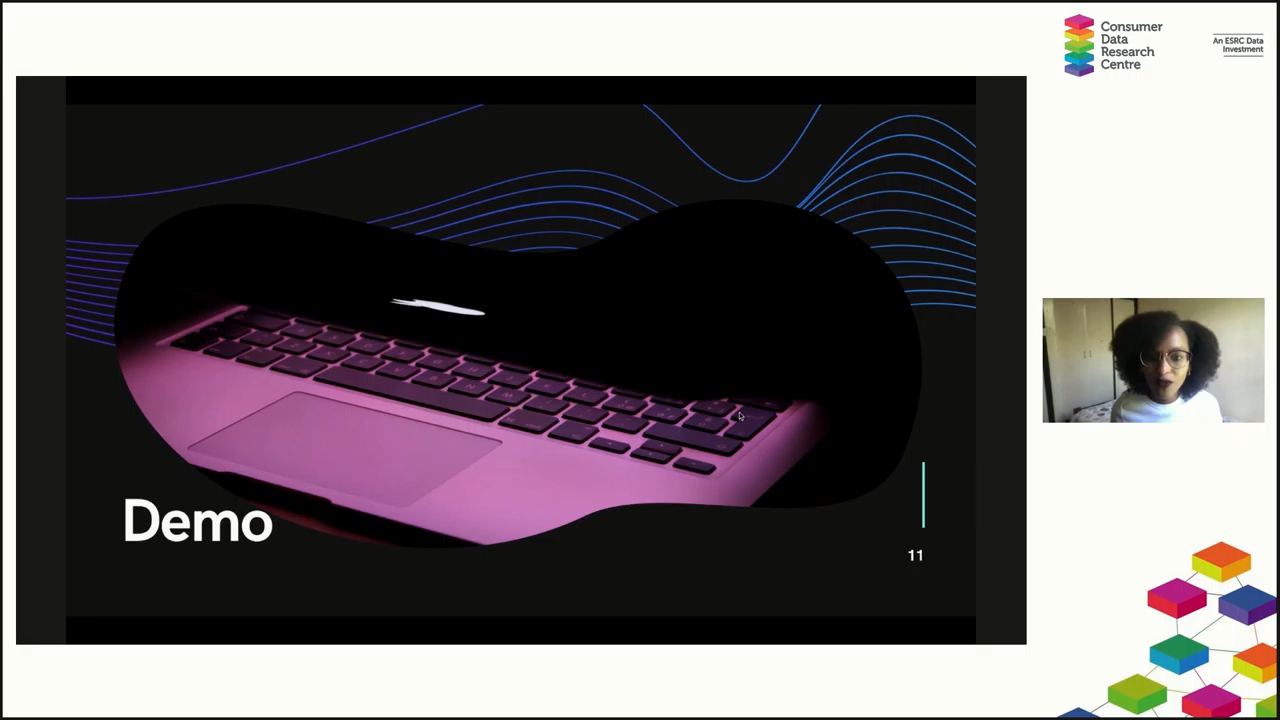 Consumer
Data
Research
Centre
An ESRC Data
Investment
Demo
11